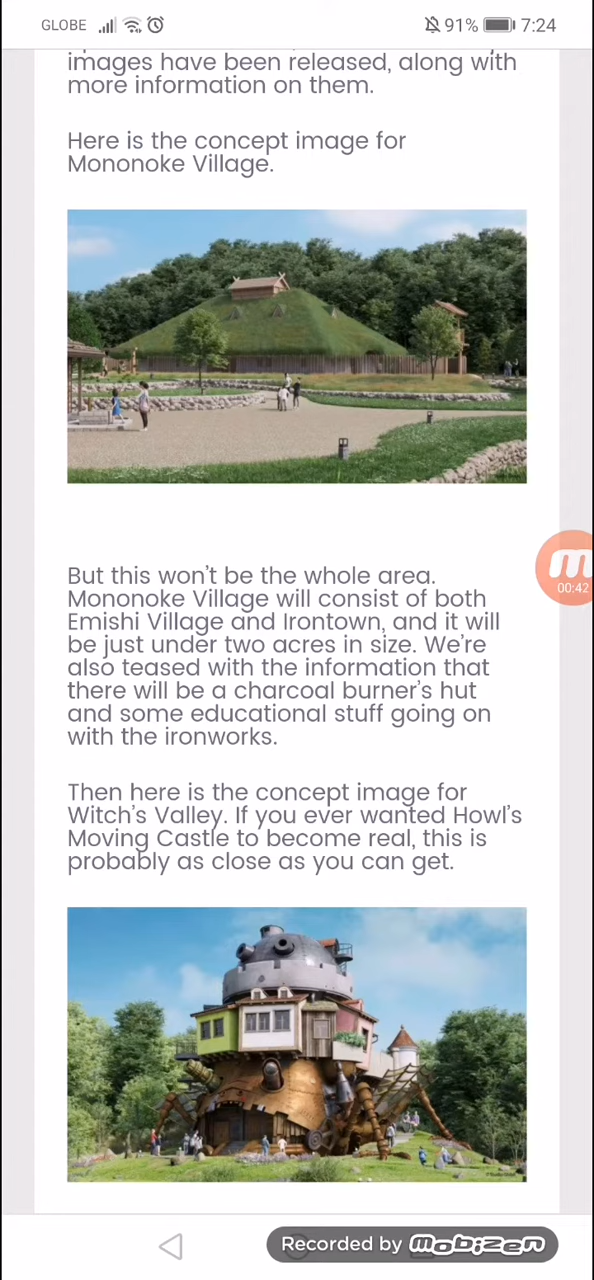 GLOBE 91% 7:24
images have been released, along with
more information on them.
Here is the concept image for
Mononoke Village.
But this won't be the whole area.
Mononoke Village will consist of both
Emishi Village and Irontown, and it will
be just under two acres in size. We're
also teased with the information that
there will be a charcoal burner's hut
and some educational stuff going on
with the ironworks.
m
00:42
Then here is the concept image for
Witch's Valley. If you ever wanted Howl's
Moving Castle to become real, this is
probably as close as you can get.
Recorded by mobizen